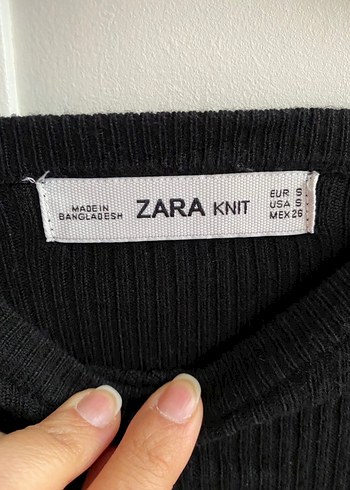 MADE IN
BANGLADESH
ZARA KNIT
EUR S
USA S
MEX 26